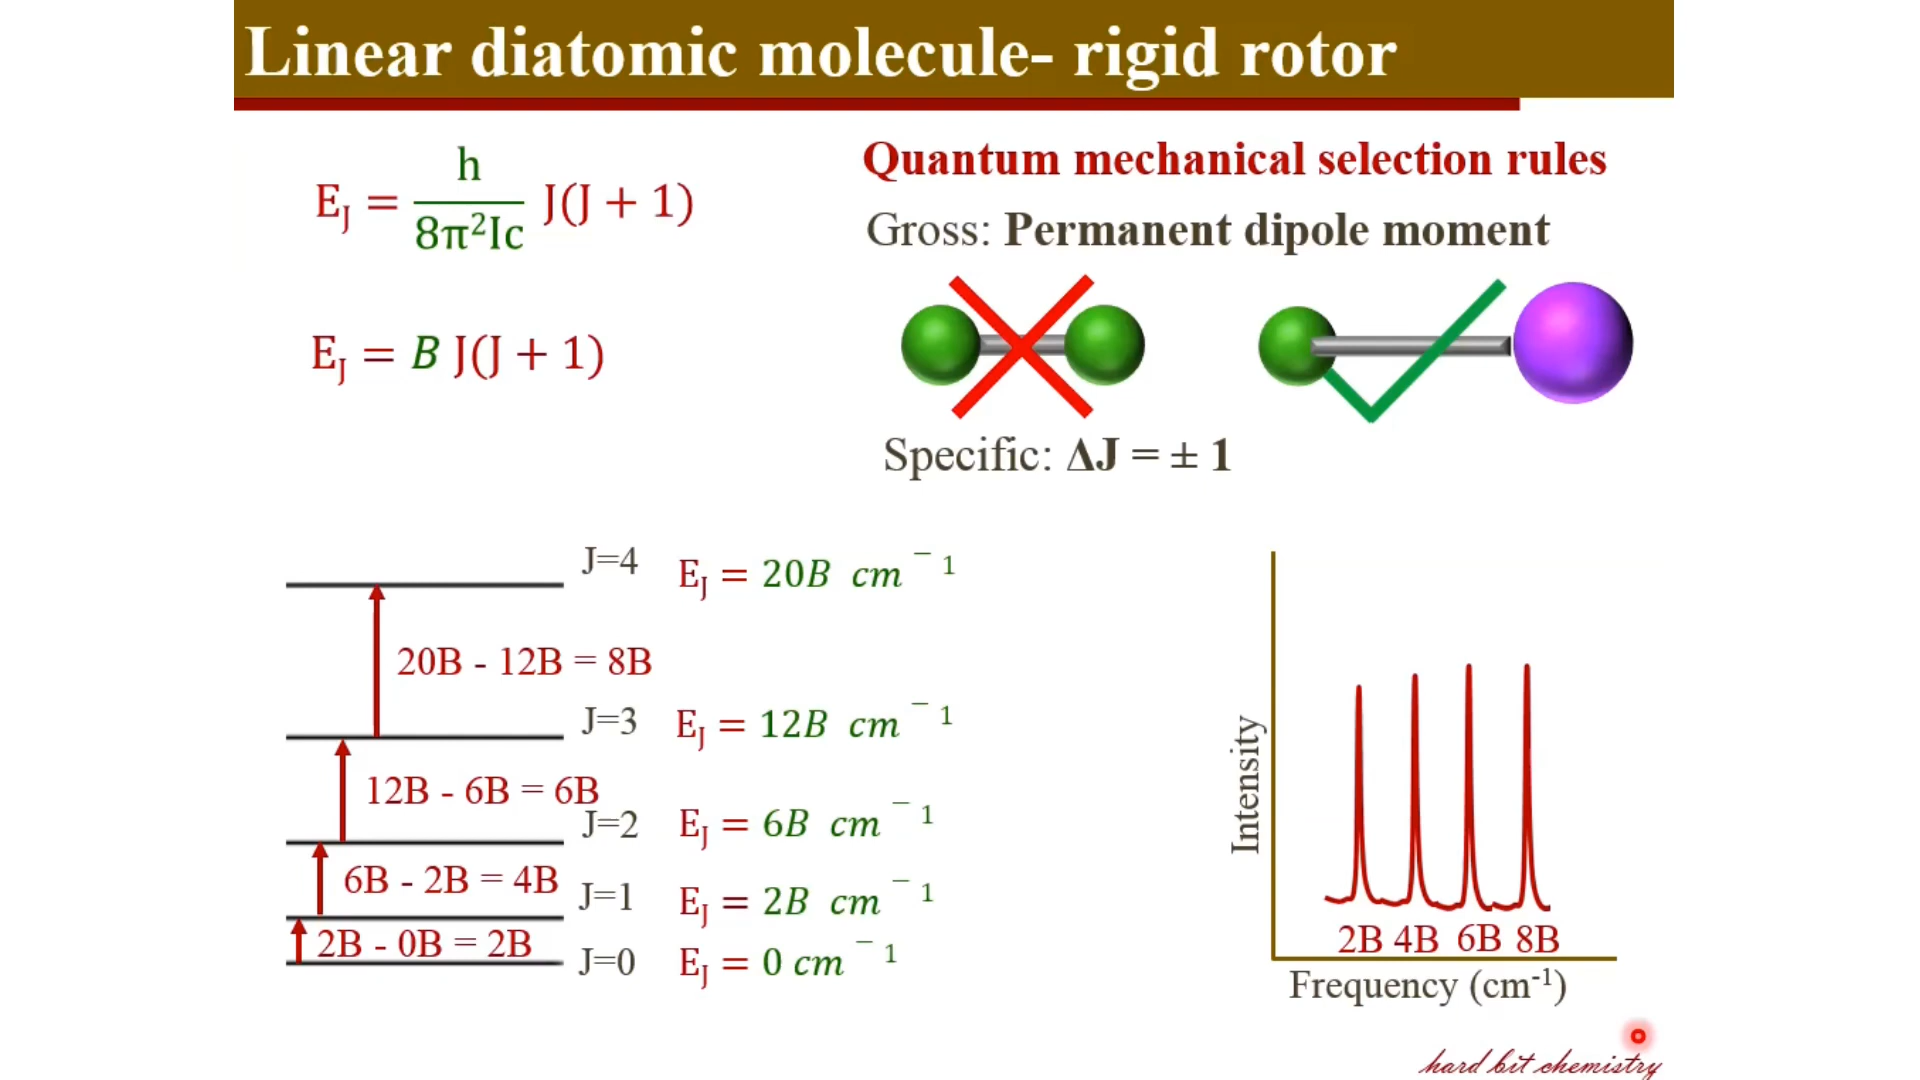 Linear diatomic molecule- rigid rotor
E_J = h / 8π²Ic J(J + 1)
E_J = B J(J + 1)
Quantum mechanical selection rules
Gross: Permanent dipole moment
Specific: ΔJ = ± 1
J=4 E_J = 20B cm⁻¹
20B - 12B = 8B
J=3 E_J = 12B cm⁻¹
12B - 6B = 6B
J=2 E_J = 6B cm⁻¹
6B - 2B = 4B
J=1 E_J = 2B cm⁻¹
2B - 0B = 2B
J=0 E_J = 0 cm⁻¹
Intensity
2B 4B 6B 8B
Frequency (cm⁻¹)
hard bit chemistry